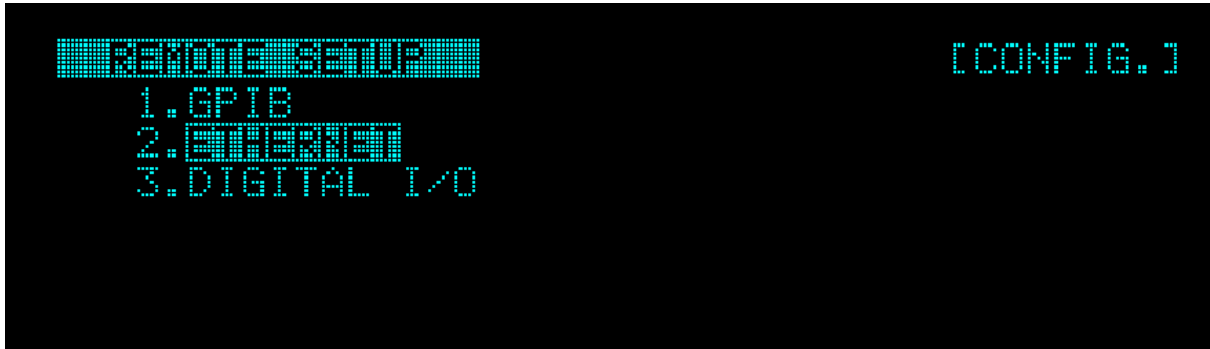 REMOTE SETUP [CONFIG.]
1.GPIB
2.ETHERNET
3.DIGITAL I/O